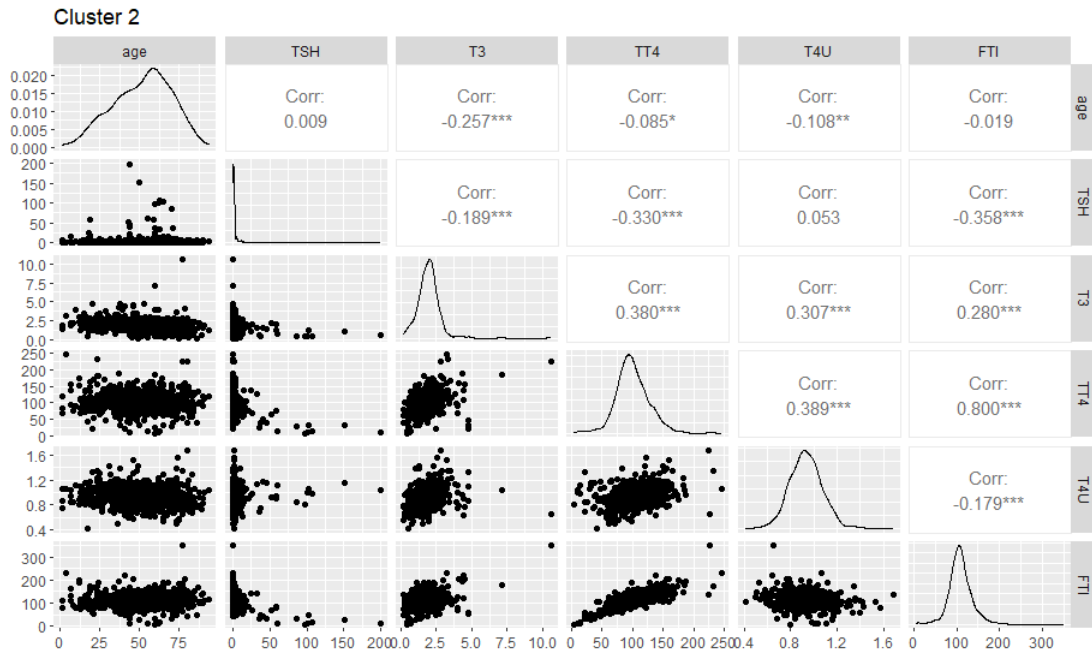 Cluster 2
age TSH T3 TT4 T4U FTI
0.020
0.015
0.010
0.005
0.000
Corr:
0.009
Corr:
-0.257***
Corr:
-0.085*
Corr:
-0.108**
Corr:
-0.019
age
200
150
100
50
0
Corr:
-0.189***
Corr:
-0.330***
Corr:
0.053
Corr:
-0.358***
TSH
10.0
7.5
5.0
2.5
0.0
Corr:
0.380***
Corr:
0.307***
Corr:
0.280***
T3
250
200
150
100
50
0
Corr:
0.389***
Corr:
0.800***
TT4
1.6
1.2
0.8
0.4
Corr:
-0.179***
T4U
300
200
100
0
FTI
0 25 50 75 0 50 100 150 200 0.0 2.5 5.0 7.5 10.0 0 50 100 150 200 250 0.4 0.8 1.2 1.6 0 100 200 300